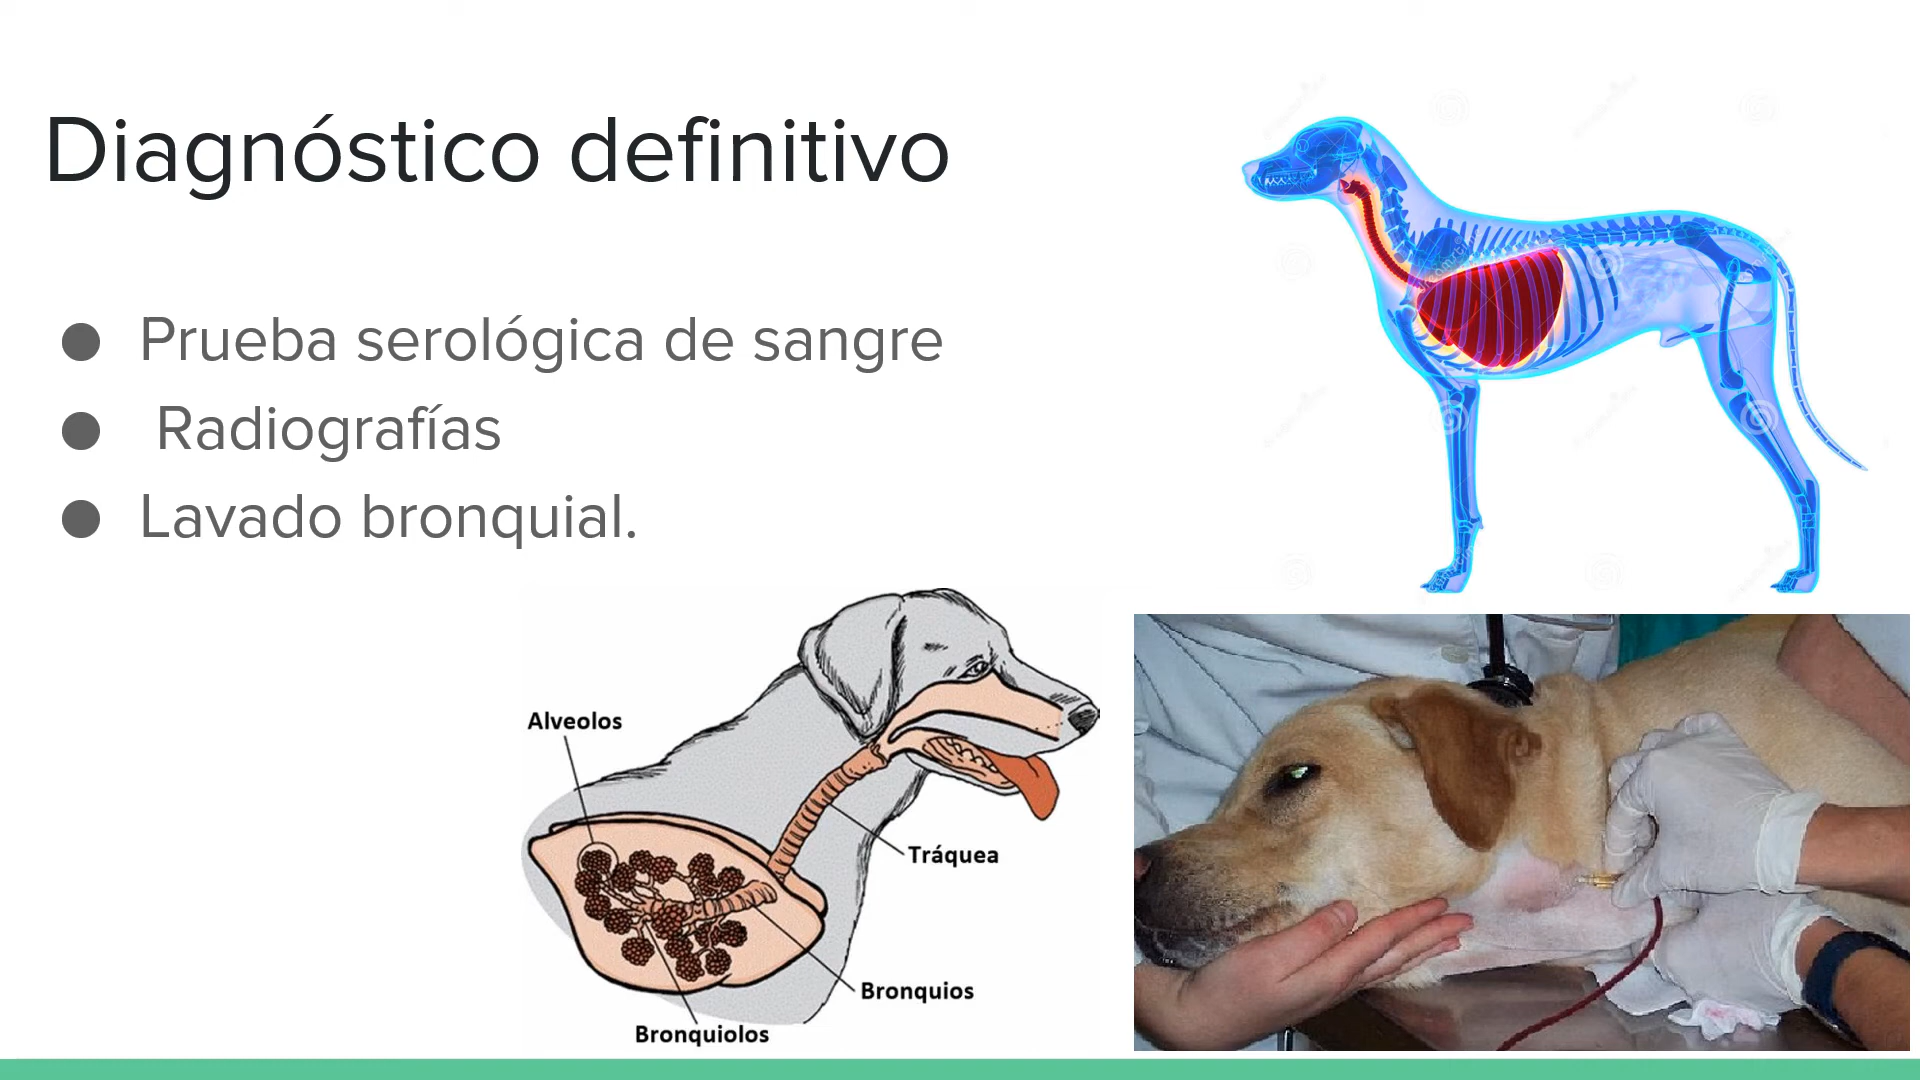 Diagnóstico definitivo
● Prueba serológica de sangre
● Radiografías
● Lavado bronquial.
Alveolos
Tráquea
Bronquios
Bronquiolos